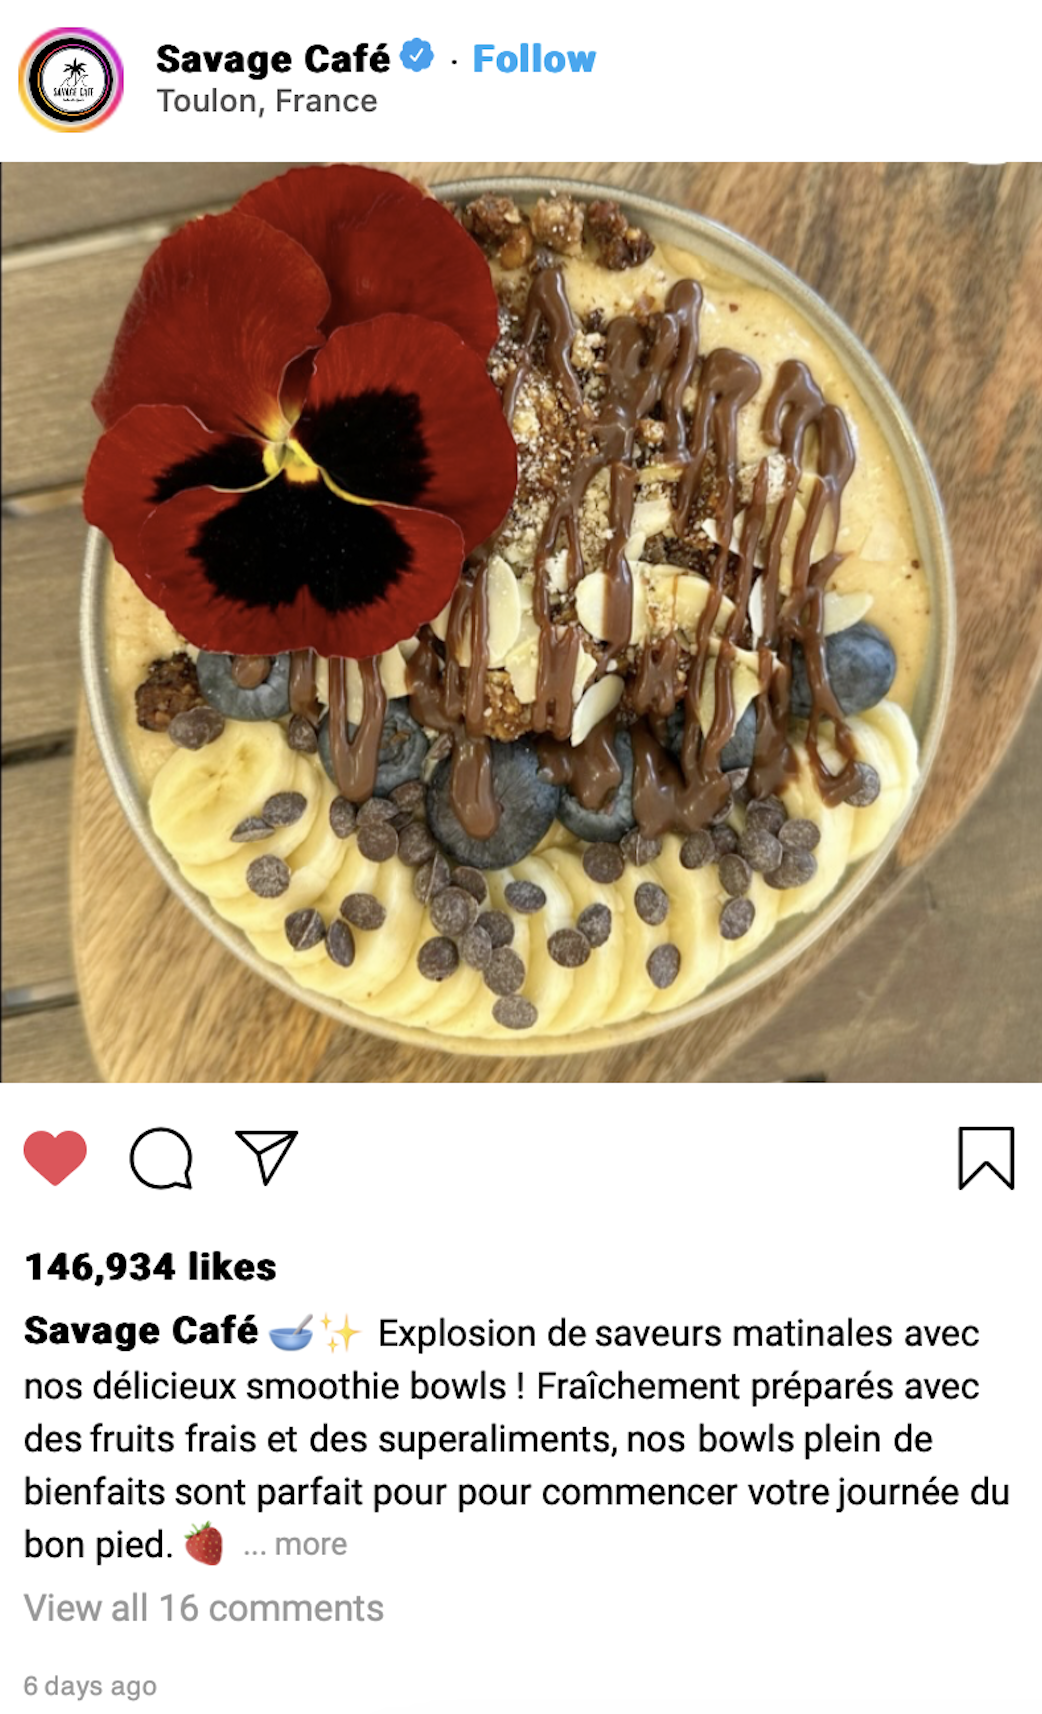 Savage Café · Follow
Toulon, France
SAVAGE CAFE
146,934 likes
Savage Café 🥣✨ Explosion de saveurs matinales avec
nos délicieux smoothie bowls ! Fraîchement préparés avec
des fruits frais et des superaliments, nos bowls plein de
bienfaits sont parfait pour pour commencer votre journée du
bon pied. 🍓 ... more
View all 16 comments
6 days ago